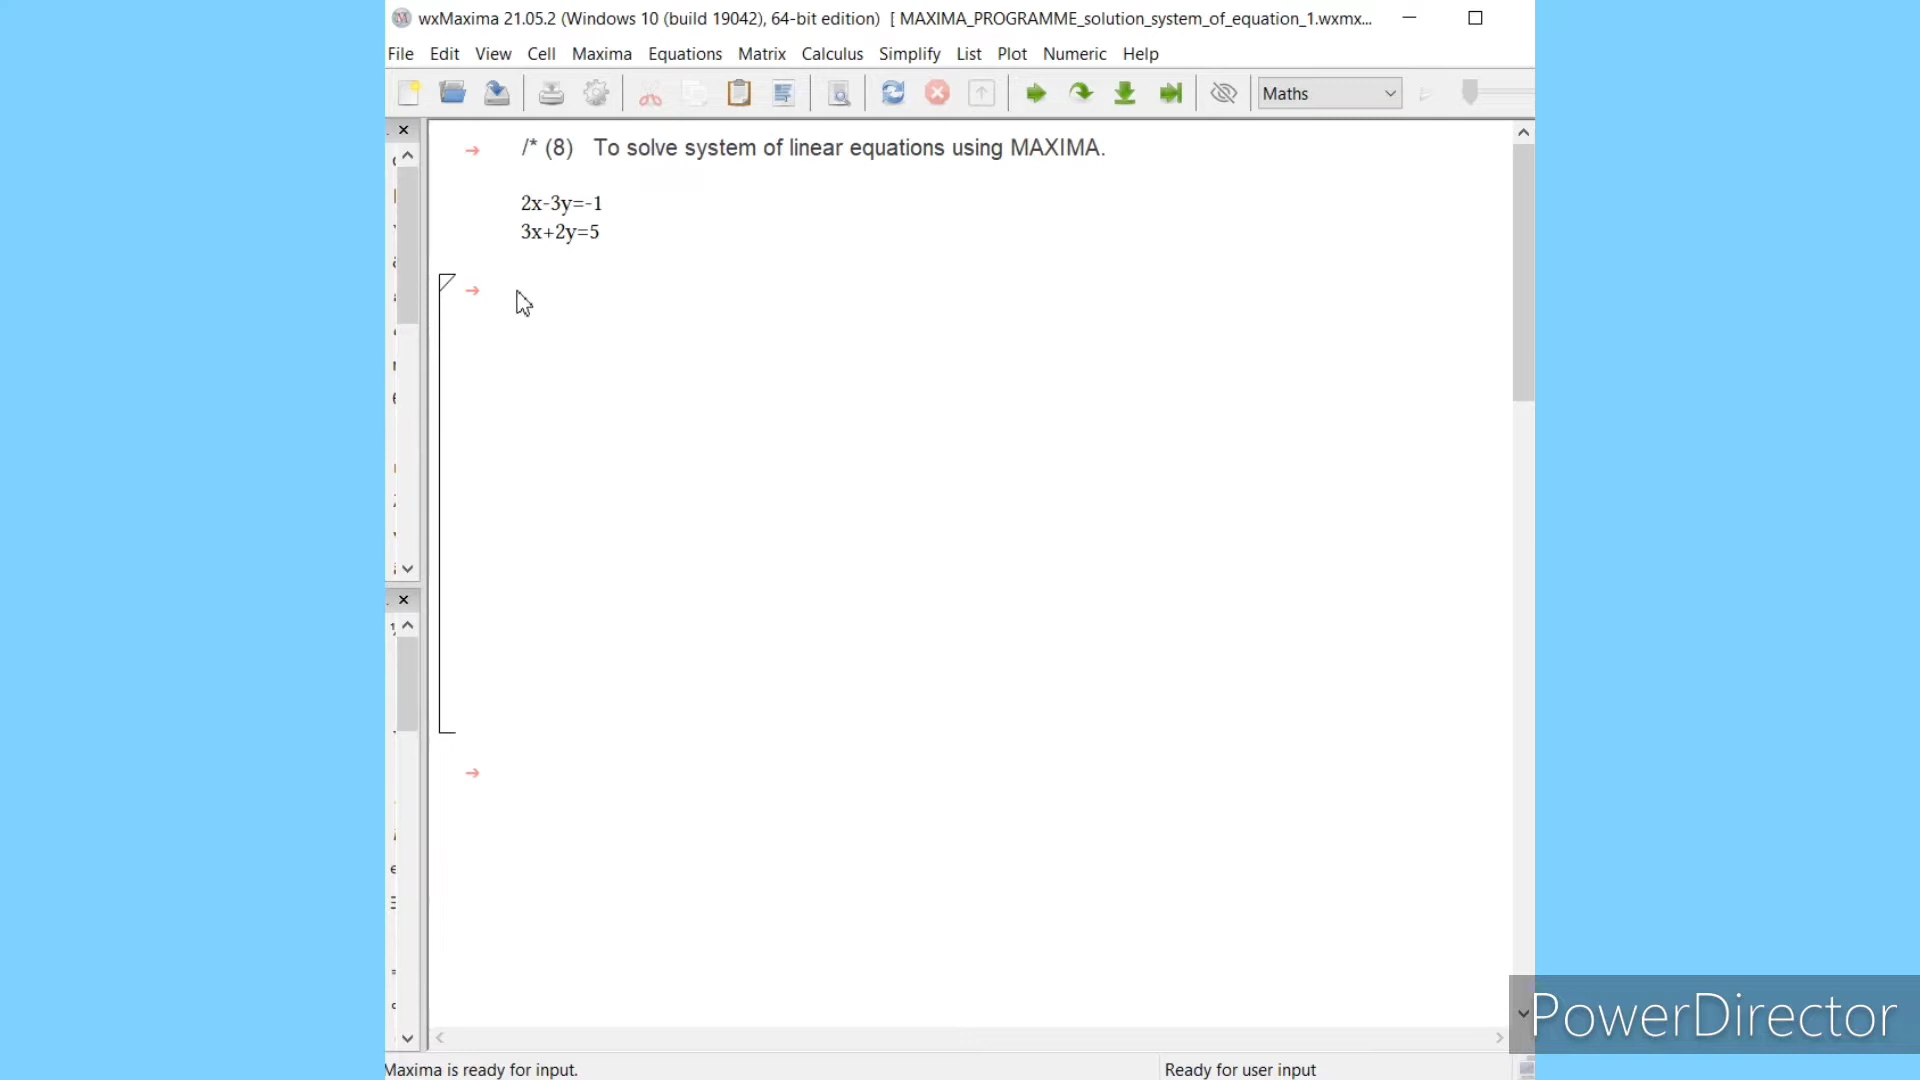 wxMaxima 21.05.2 (Windows 10 (build 19042), 64-bit edition) [ MAXIMA_PROGRAMME_solution_system_of_equation_1.wxmx...
File Edit View Cell Maxima Equations Matrix Calculus Simplify List Plot Numeric Help
Maths
/* (8) To solve system of linear equations using MAXIMA.
2x-3y=-1
3x+2y=5
PowerDirector
Maxima is ready for input. Ready for user input